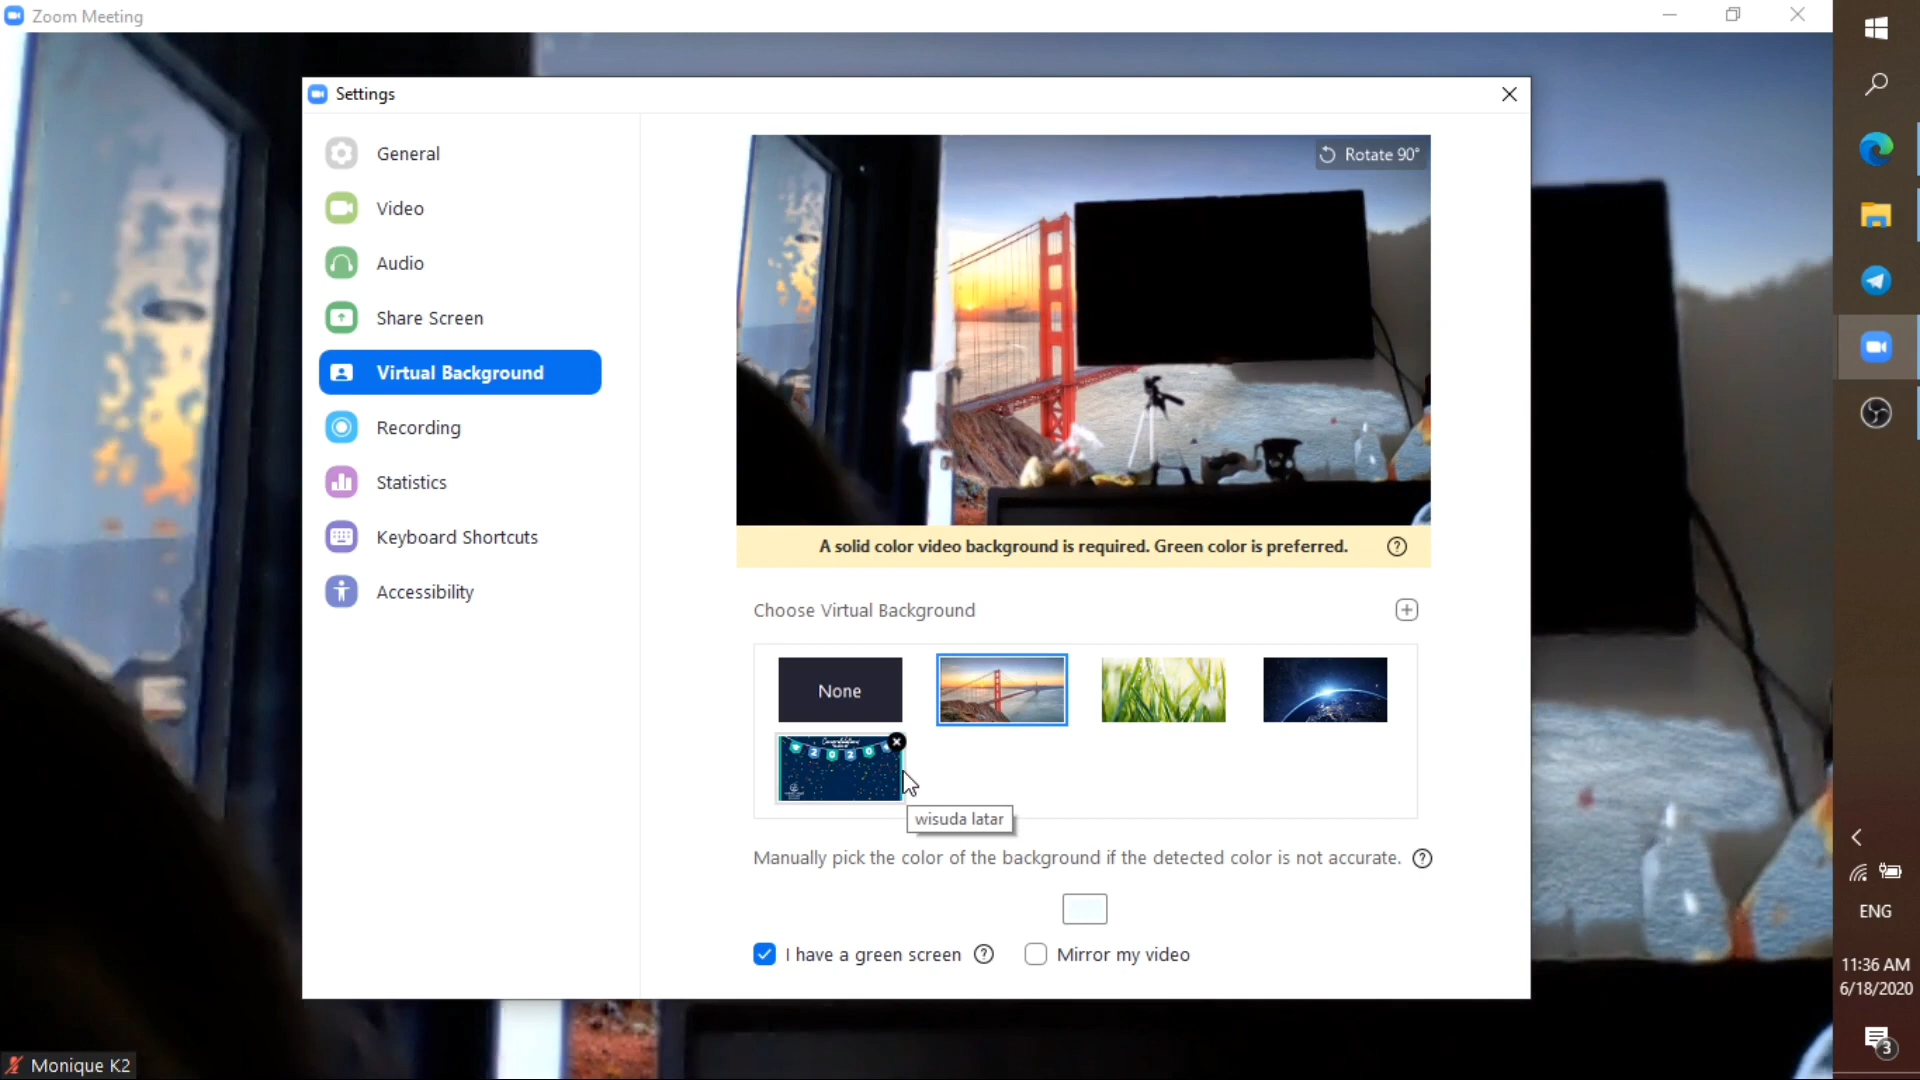 Zoom Meeting
Settings
General
Video
Audio
Share Screen
Virtual Background
Recording
Statistics
Keyboard Shortcuts
Accessibility
Rotate 90°
A solid color video background is required. Green color is preferred.
Choose Virtual Background
None
Congratulations
2020
wisuda latar
Manually pick the color of the background if the detected color is not accurate.
I have a green screen
Mirror my video
Monique K2
ENG
11:36 AM
6/18/2020
3